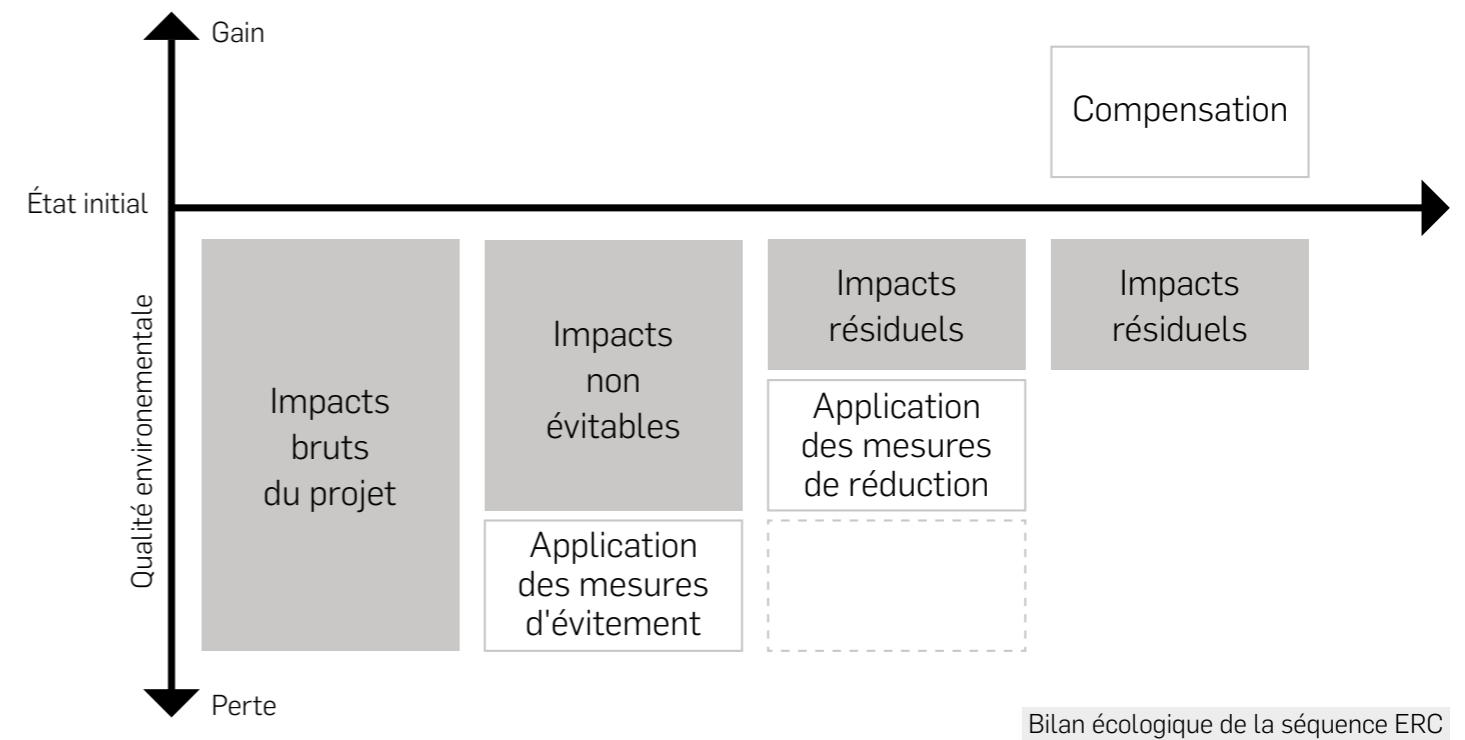 Gain
Compensation
État initial
Qualité environementale
Impacts
bruts
du projet
Impacts
non
évitables
Application
des mesures
d'évitement
Impacts
résiduels
Application
des mesures
de réduction
Impacts
résiduels
Perte
Bilan écologique de la séquence ERC